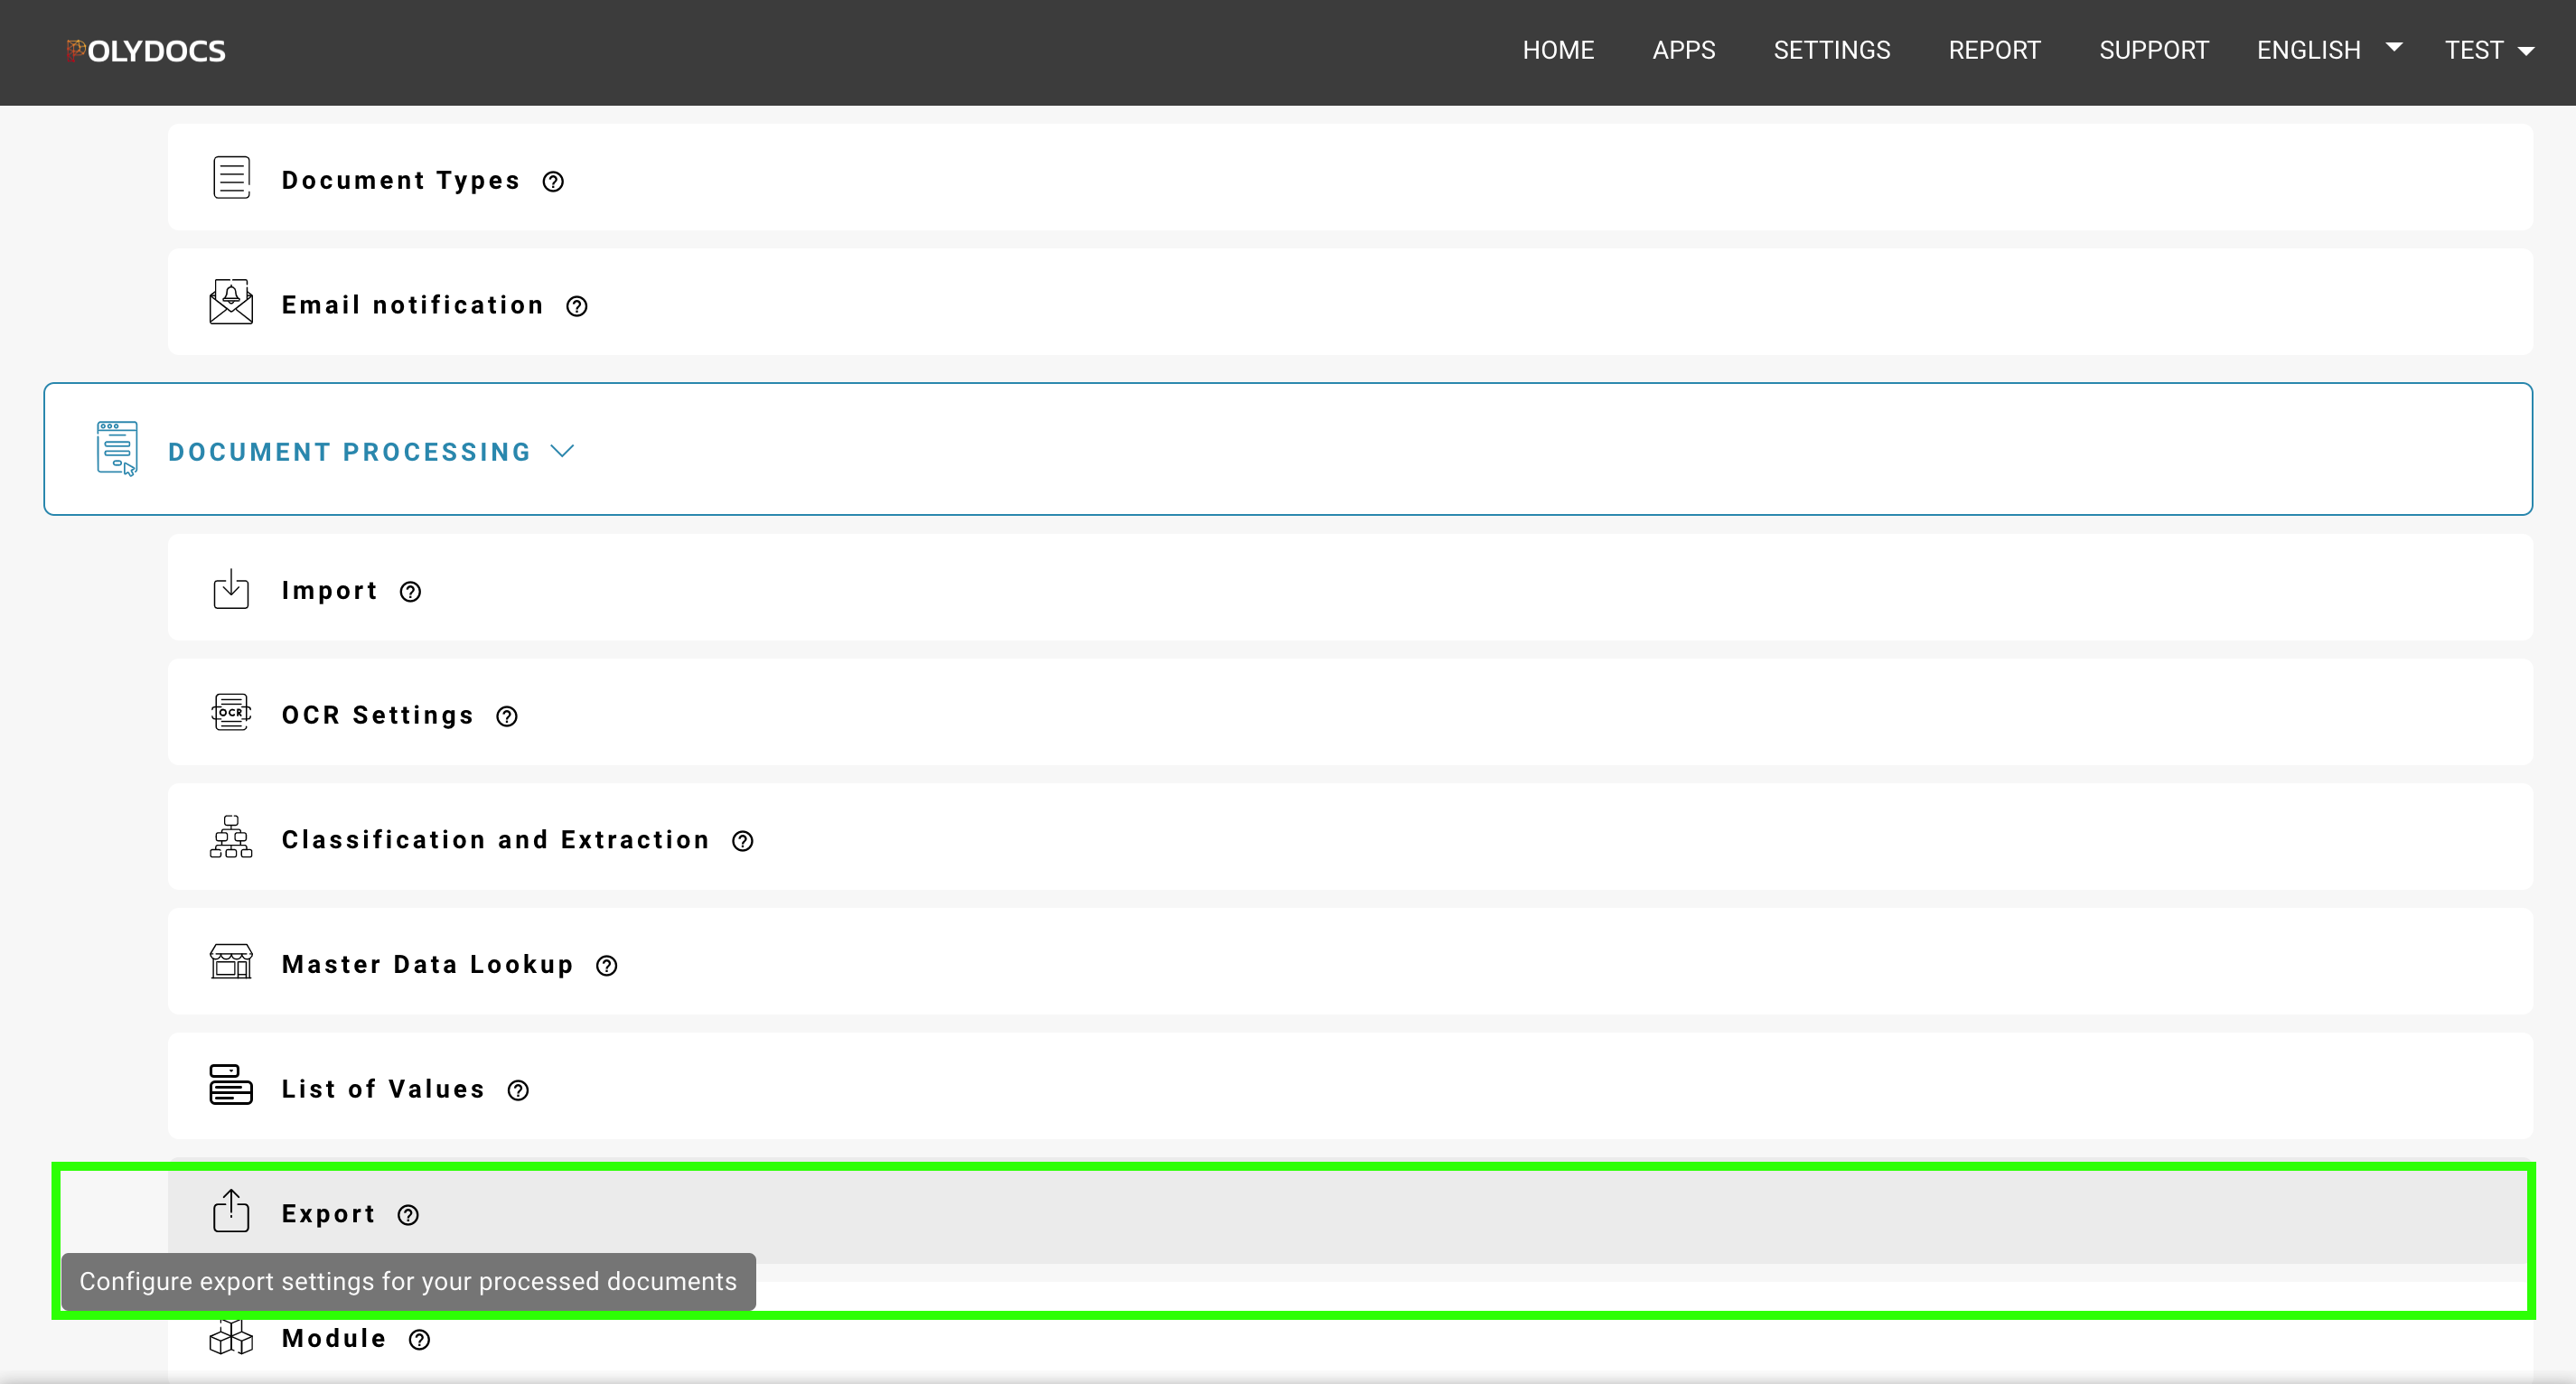 POLYDOCS HOME APPS SETTINGS REPORT SUPPORT ENGLISH TEST
Document Types
Email notification
DOCUMENT PROCESSING
Import
OCR Settings
OCR
Classification and Extraction
Master Data Lookup
List of Values
Export
Configure export settings for your processed documents
Module